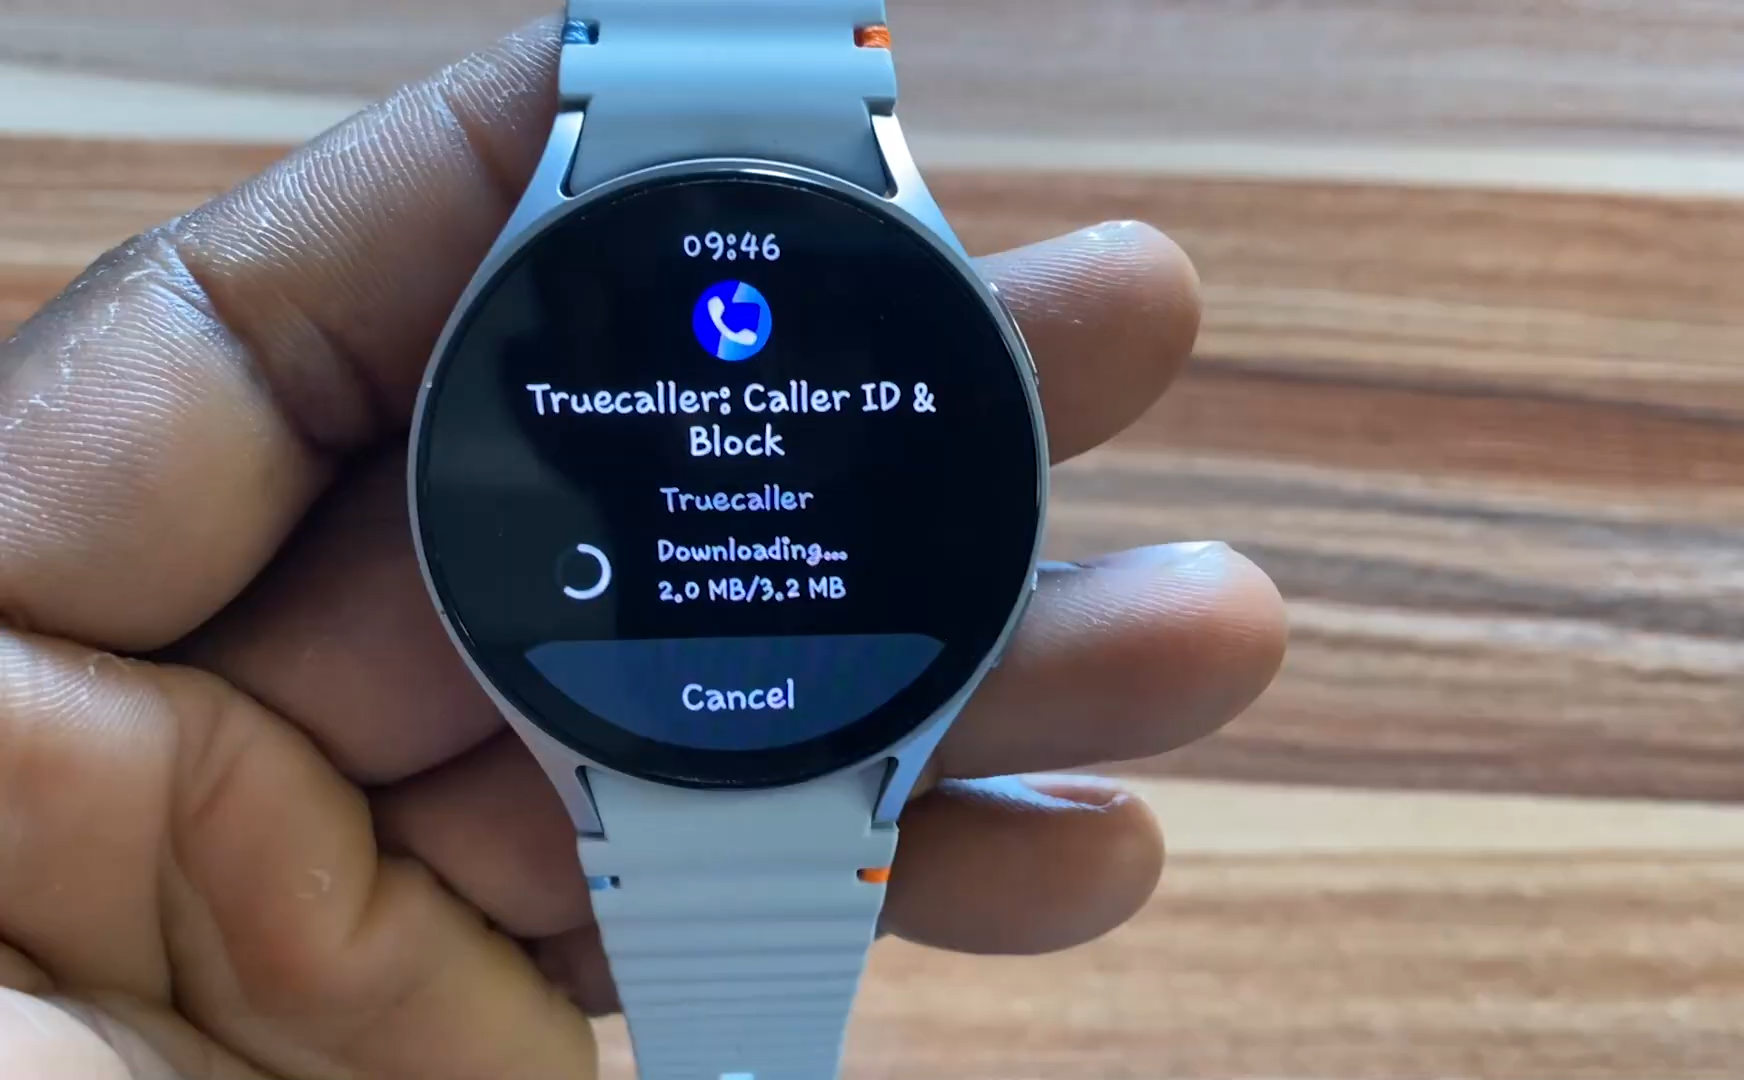 09:46
Truecaller: Caller ID &
Block
Truecaller
Downloading...
2.0 MB/3.2 MB
Cancel